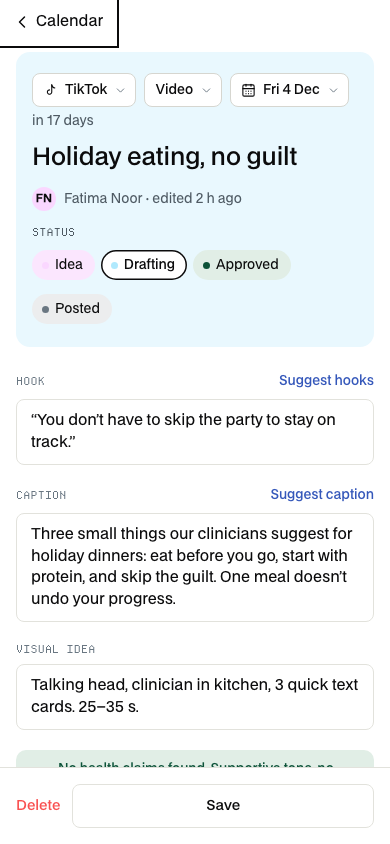 Calendar
TikTok
Video
Fri 4 Dec
in 17 days
Holiday eating, no guilt
FN
Fatima Noor · edited 2 h ago
STATUS
Idea
Drafting
Approved
Posted
HOOK
Suggest hooks
“You don’t have to skip the party to stay on
track.”
CAPTION
Suggest caption
Three small things our clinicians suggest for
holiday dinners: eat before you go, start with
protein, and skip the guilt. One meal doesn’t
undo your progress.
VISUAL IDEA
Talking head, clinician in kitchen, 3 quick text
cards. 25–35 s.
No health claims found. Supportive tone, no
Delete
Save